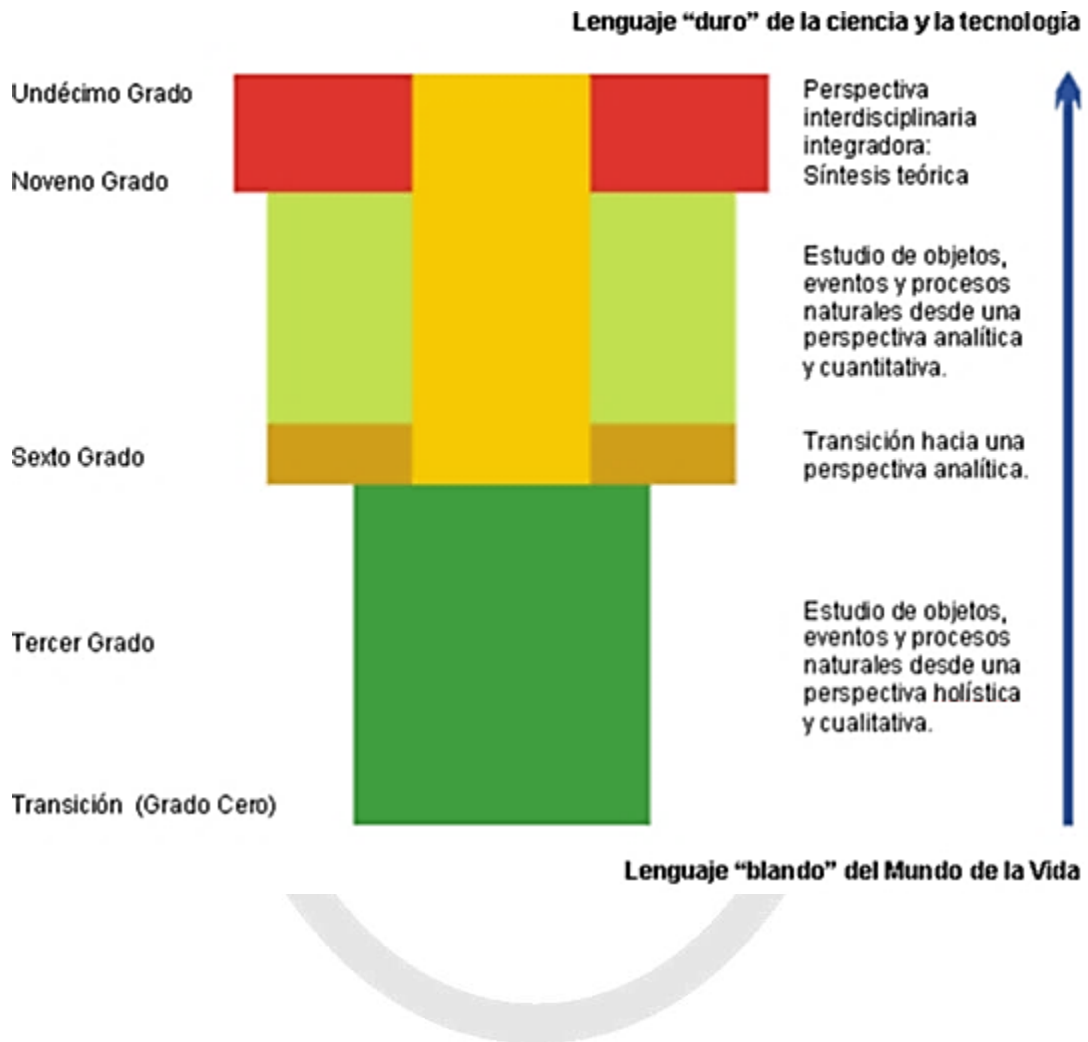 Lenguaje “duro” de la ciencia y la tecnología
Undécimo Grado
Noveno Grado
Perspectiva
interdisciplinaria
integradora:
Síntesis teórica
Estudio de objetos,
eventos y procesos
naturales desde una
perspectiva analítica
y cuantitativa.
Sexto Grado
Transición hacia una
perspectiva analítica.
Tercer Grado
Estudio de objetos,
eventos y procesos
naturales desde una
perspectiva holística
y cualitativa.
Transición (Grado Cero)
Lenguaje “blando” del Mundo de la Vida